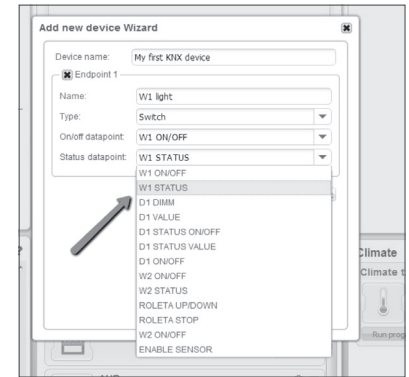 Add new device Wizard
Device name: My first KNX device
Endpoint 1
Name: W1 light
Type: Switch
On/off datapoint: W1 ON/OFF
Status datapoint: W1 STATUS
W1 ON/OFF
W1 STATUS
D1 DIMM
D1 VALUE
D1 STATUS ON/OFF
D1 STATUS VALUE
D1 ON/OFF
W2 ON/OFF
W2 STATUS
ROLETA UP/DOWN
ROLETA STOP
W2 ON/OFF
ENABLE SENSOR
Climate
Climate t
Run prog